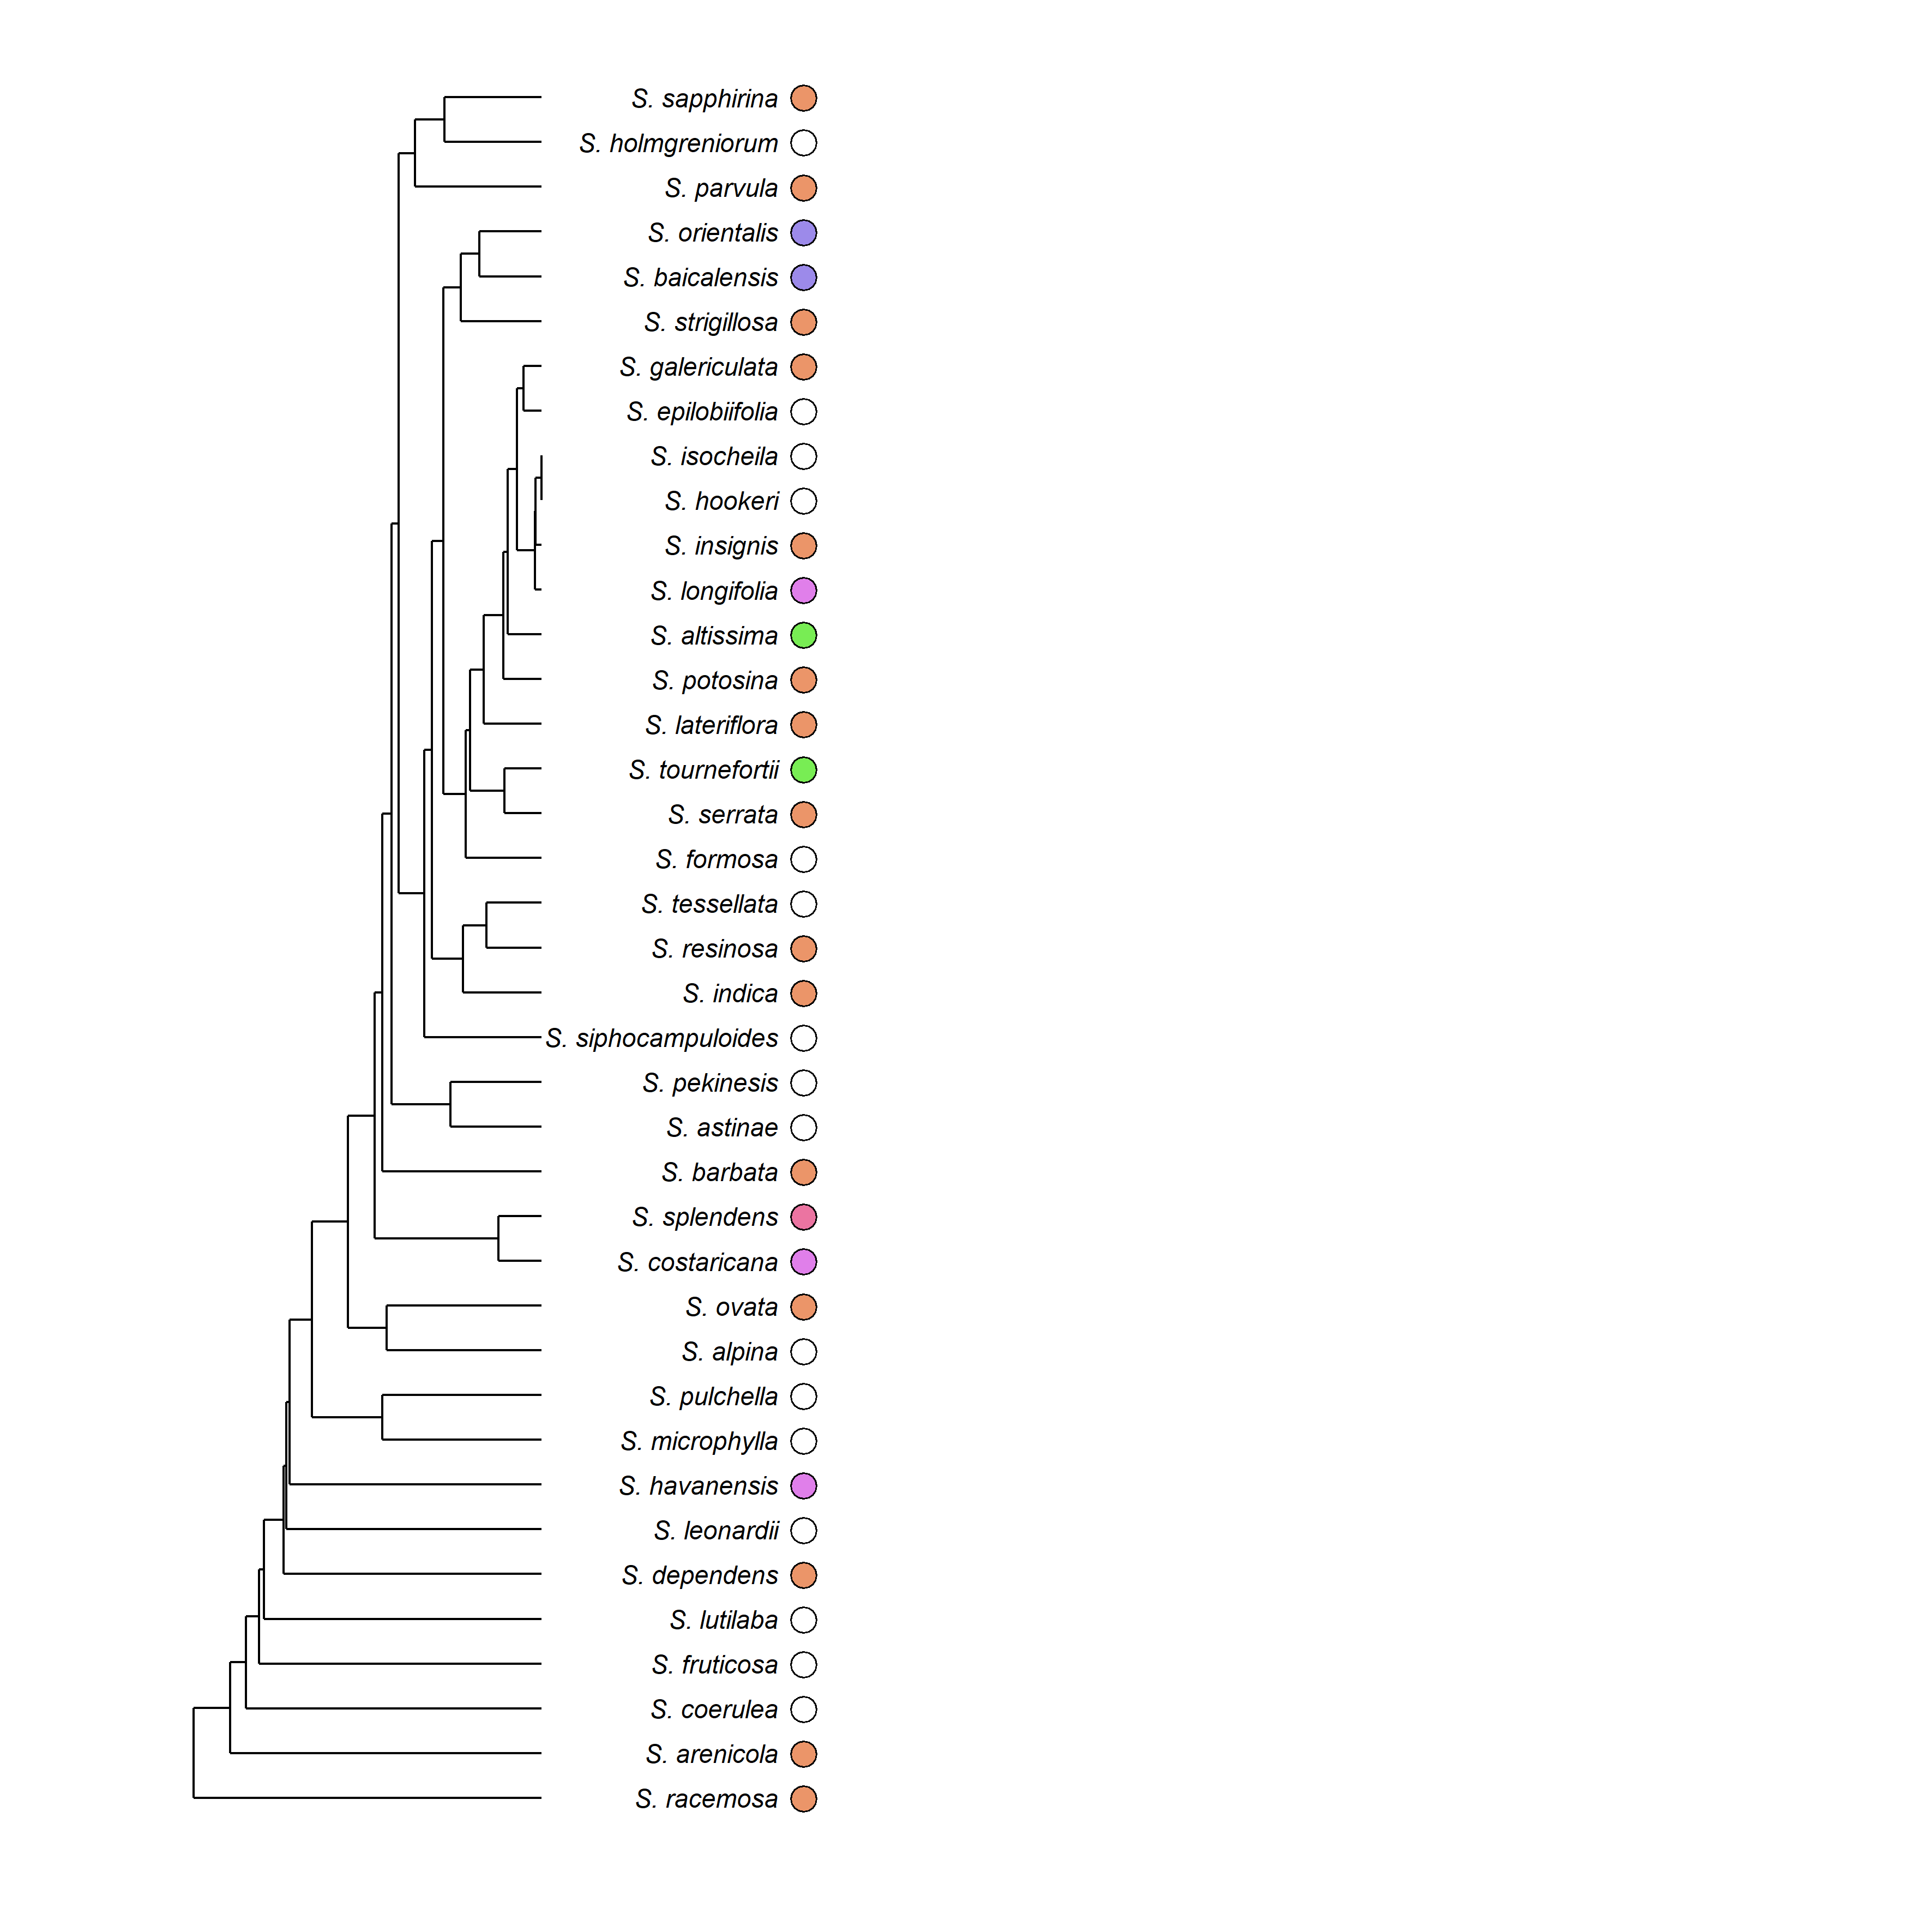 S. sapphirina
S. holmgreniorum
S. parvula
S. orientalis
S. baicalensis
S. strigillosa
S. galericulata
S. epilobiifolia
S. isocheila
S. hookeri
S. insignis
S. longifolia
S. altissima
S. potosina
S. lateriflora
S. tournefortii
S. serrata
S. formosa
S. tessellata
S. resinosa
S. indica
S. siphocampuloides
S. pekinesis
S. astinae
S. barbata
S. splendens
S. costaricana
S. ovata
S. alpina
S. pulchella
S. microphylla
S. havanensis
S. leonardii
S. dependens
S. lutilaba
S. fruticosa
S. coerulea
S. arenicola
S. racemosa